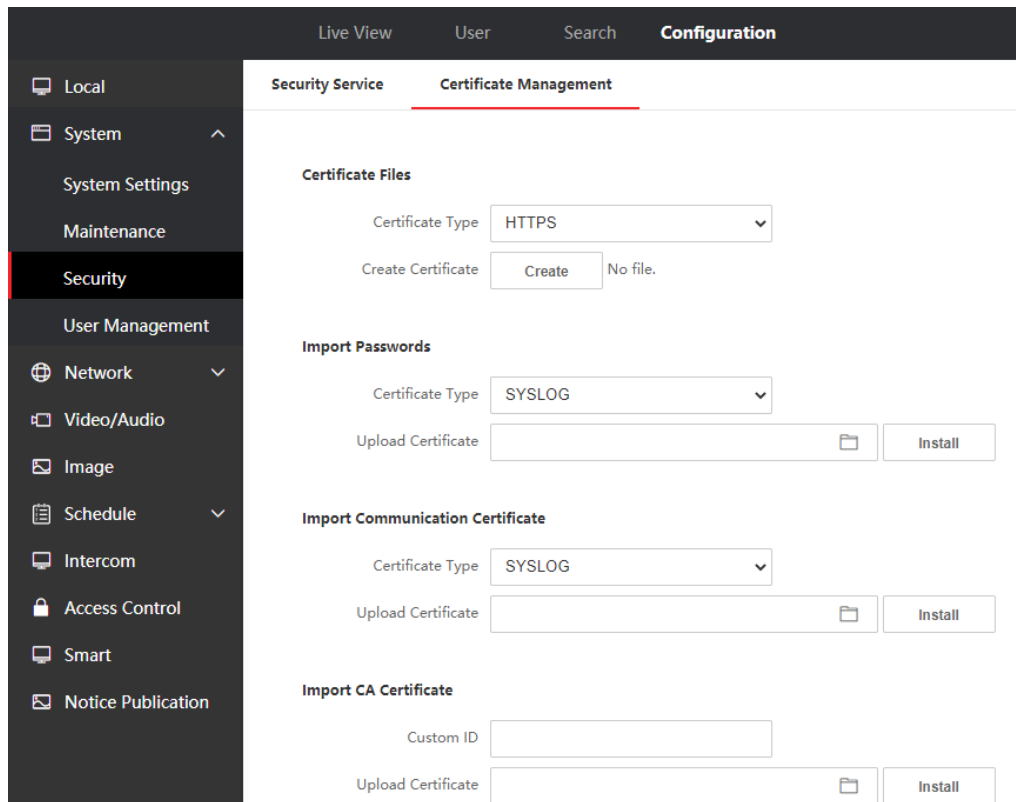 Live View User Search Configuration
Local
System
System Settings
Maintenance
Security
User Management
Network
Video/Audio
Image
Schedule
Intercom
Access Control
Smart
Notice Publication
Security Service Certificate Management
Certificate Files
Certificate Type HTTPS
Create Certificate Create No file.
Import Passwords
Certificate Type SYSLOG
Upload Certificate Install
Import Communication Certificate
Certificate Type SYSLOG
Upload Certificate Install
Import CA Certificate
Custom ID
Upload Certificate Install